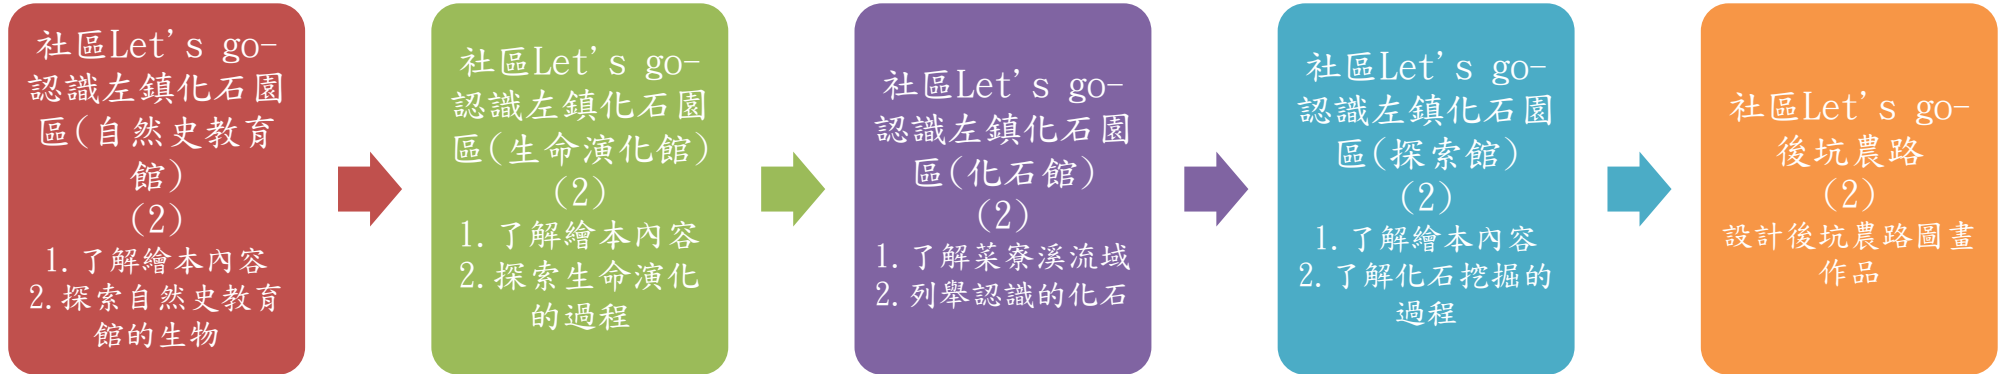 社區Let's go-
認識左鎮化石園
區(自然史教育
館)
(2)
1.了解繪本內容
2.探索自然史教育
館的生物
社區Let's go-
認識左鎮化石園
區(生命演化館)
(2)
1.了解繪本內容
2.探索生命演化
的過程
社區Let's go-
認識左鎮化石園
區(化石館)
(2)
1.了解菜寮溪流域
2.列舉認識的化石
社區Let's go-
認識左鎮化石園
區(探索館)
(2)
1.了解繪本內容
2.了解化石挖掘的
過程
社區Let's go-
後坑農路
(2)
設計後坑農路圖畫
作品